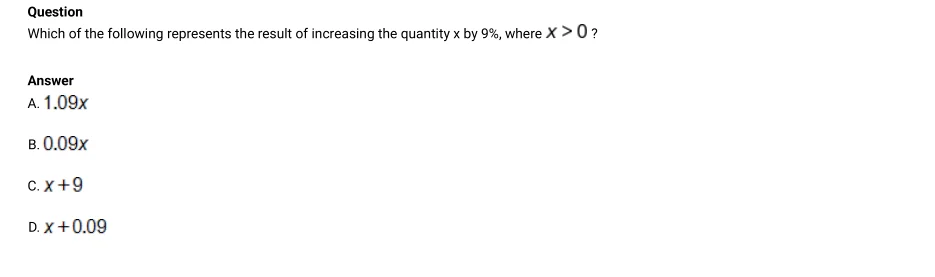 Question
Which of the following represents the result of increasing the quantity x by 9%, where x > 0 ?
Answer
A. 1.09x
B. 0.09x
C. x + 9
D. x + 0.09